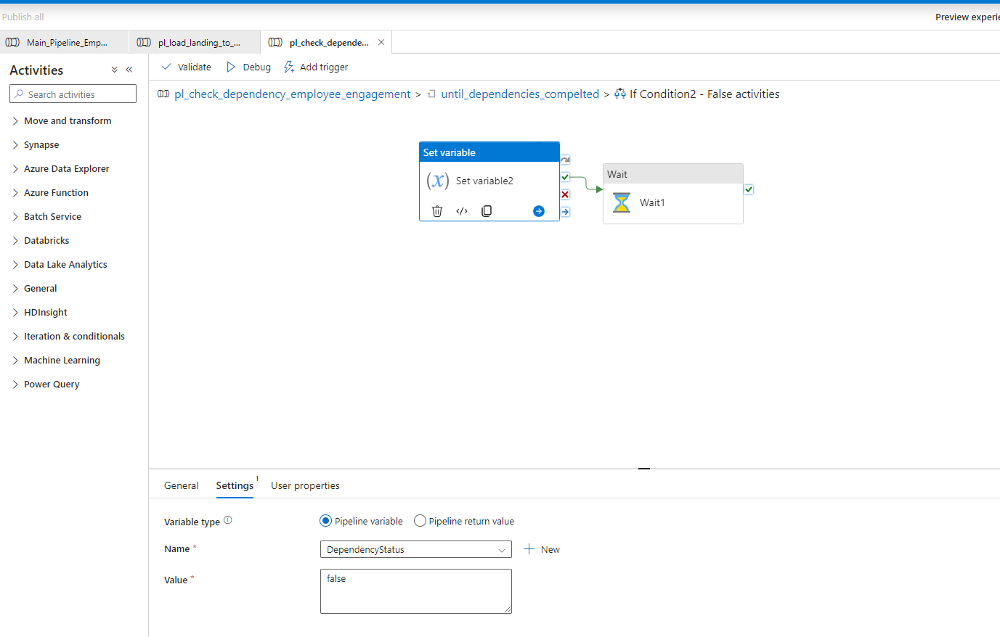 Publish all
Preview experie
Main_Pipeline_Emp...
pl_load_landing_to_...
pl_check_depende...
Activities
Validate
Debug
Add trigger
Search activities
pl_check_dependency_employee_engagement > until_dependencies_compelted > If Condition2 - False activities
Move and transform
Synapse
Azure Data Explorer
Azure Function
Batch Service
Databricks
Data Lake Analytics
General
HDInsight
Iteration & conditionals
Machine Learning
Power Query
Set variable
(x) Set variable2
Wait
Wait1
General
Settings 1
User properties
Variable type
Pipeline variable
Pipeline return value
Name *
DependencyStatus
New
Value *
false